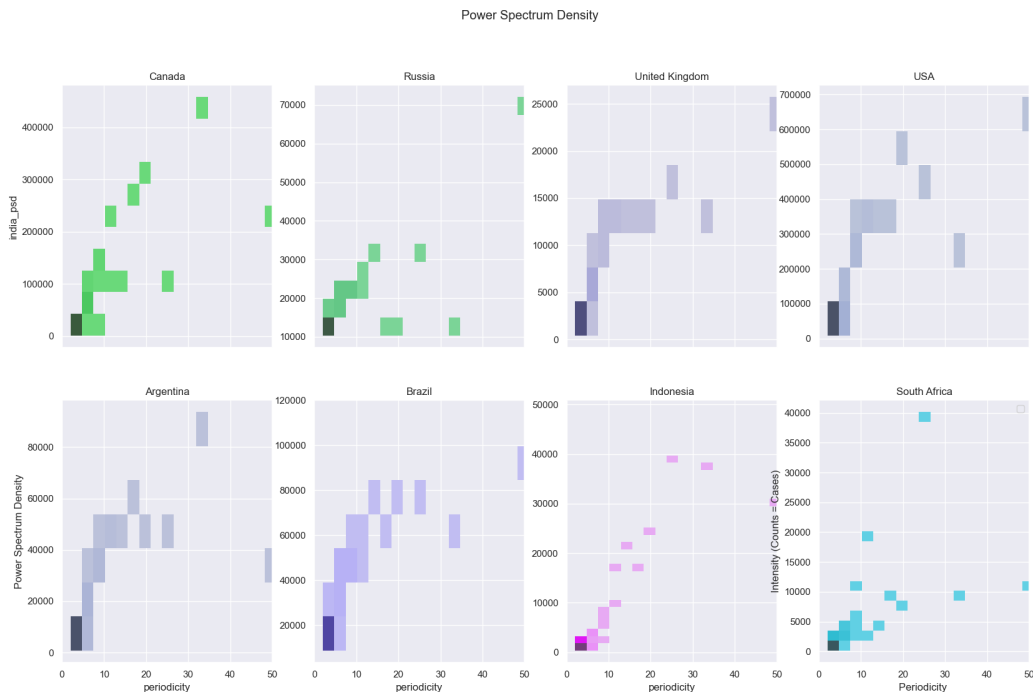 Power Spectrum Density
Canada
Russia
United Kingdom
USA
400000
300000
200000
100000
0
india_psd
70000
60000
50000
40000
30000
20000
10000
25000
20000
15000
10000
5000
0
700000
600000
500000
400000
300000
200000
100000
0
Argentina
Brazil
Indonesia
South Africa
80000
60000
40000
20000
0
Power Spectrum Density
0 10 20 30 40 50
periodicity
120000
100000
80000
60000
40000
20000
0 10 20 30 40 50
periodicity
50000
40000
30000
20000
10000
0
0 10 20 30 40 50
periodicity
40000
35000
30000
25000
20000
15000
10000
5000
0
Intensity (Counts = Cases)
0 10 20 30 40 50
Periodicity